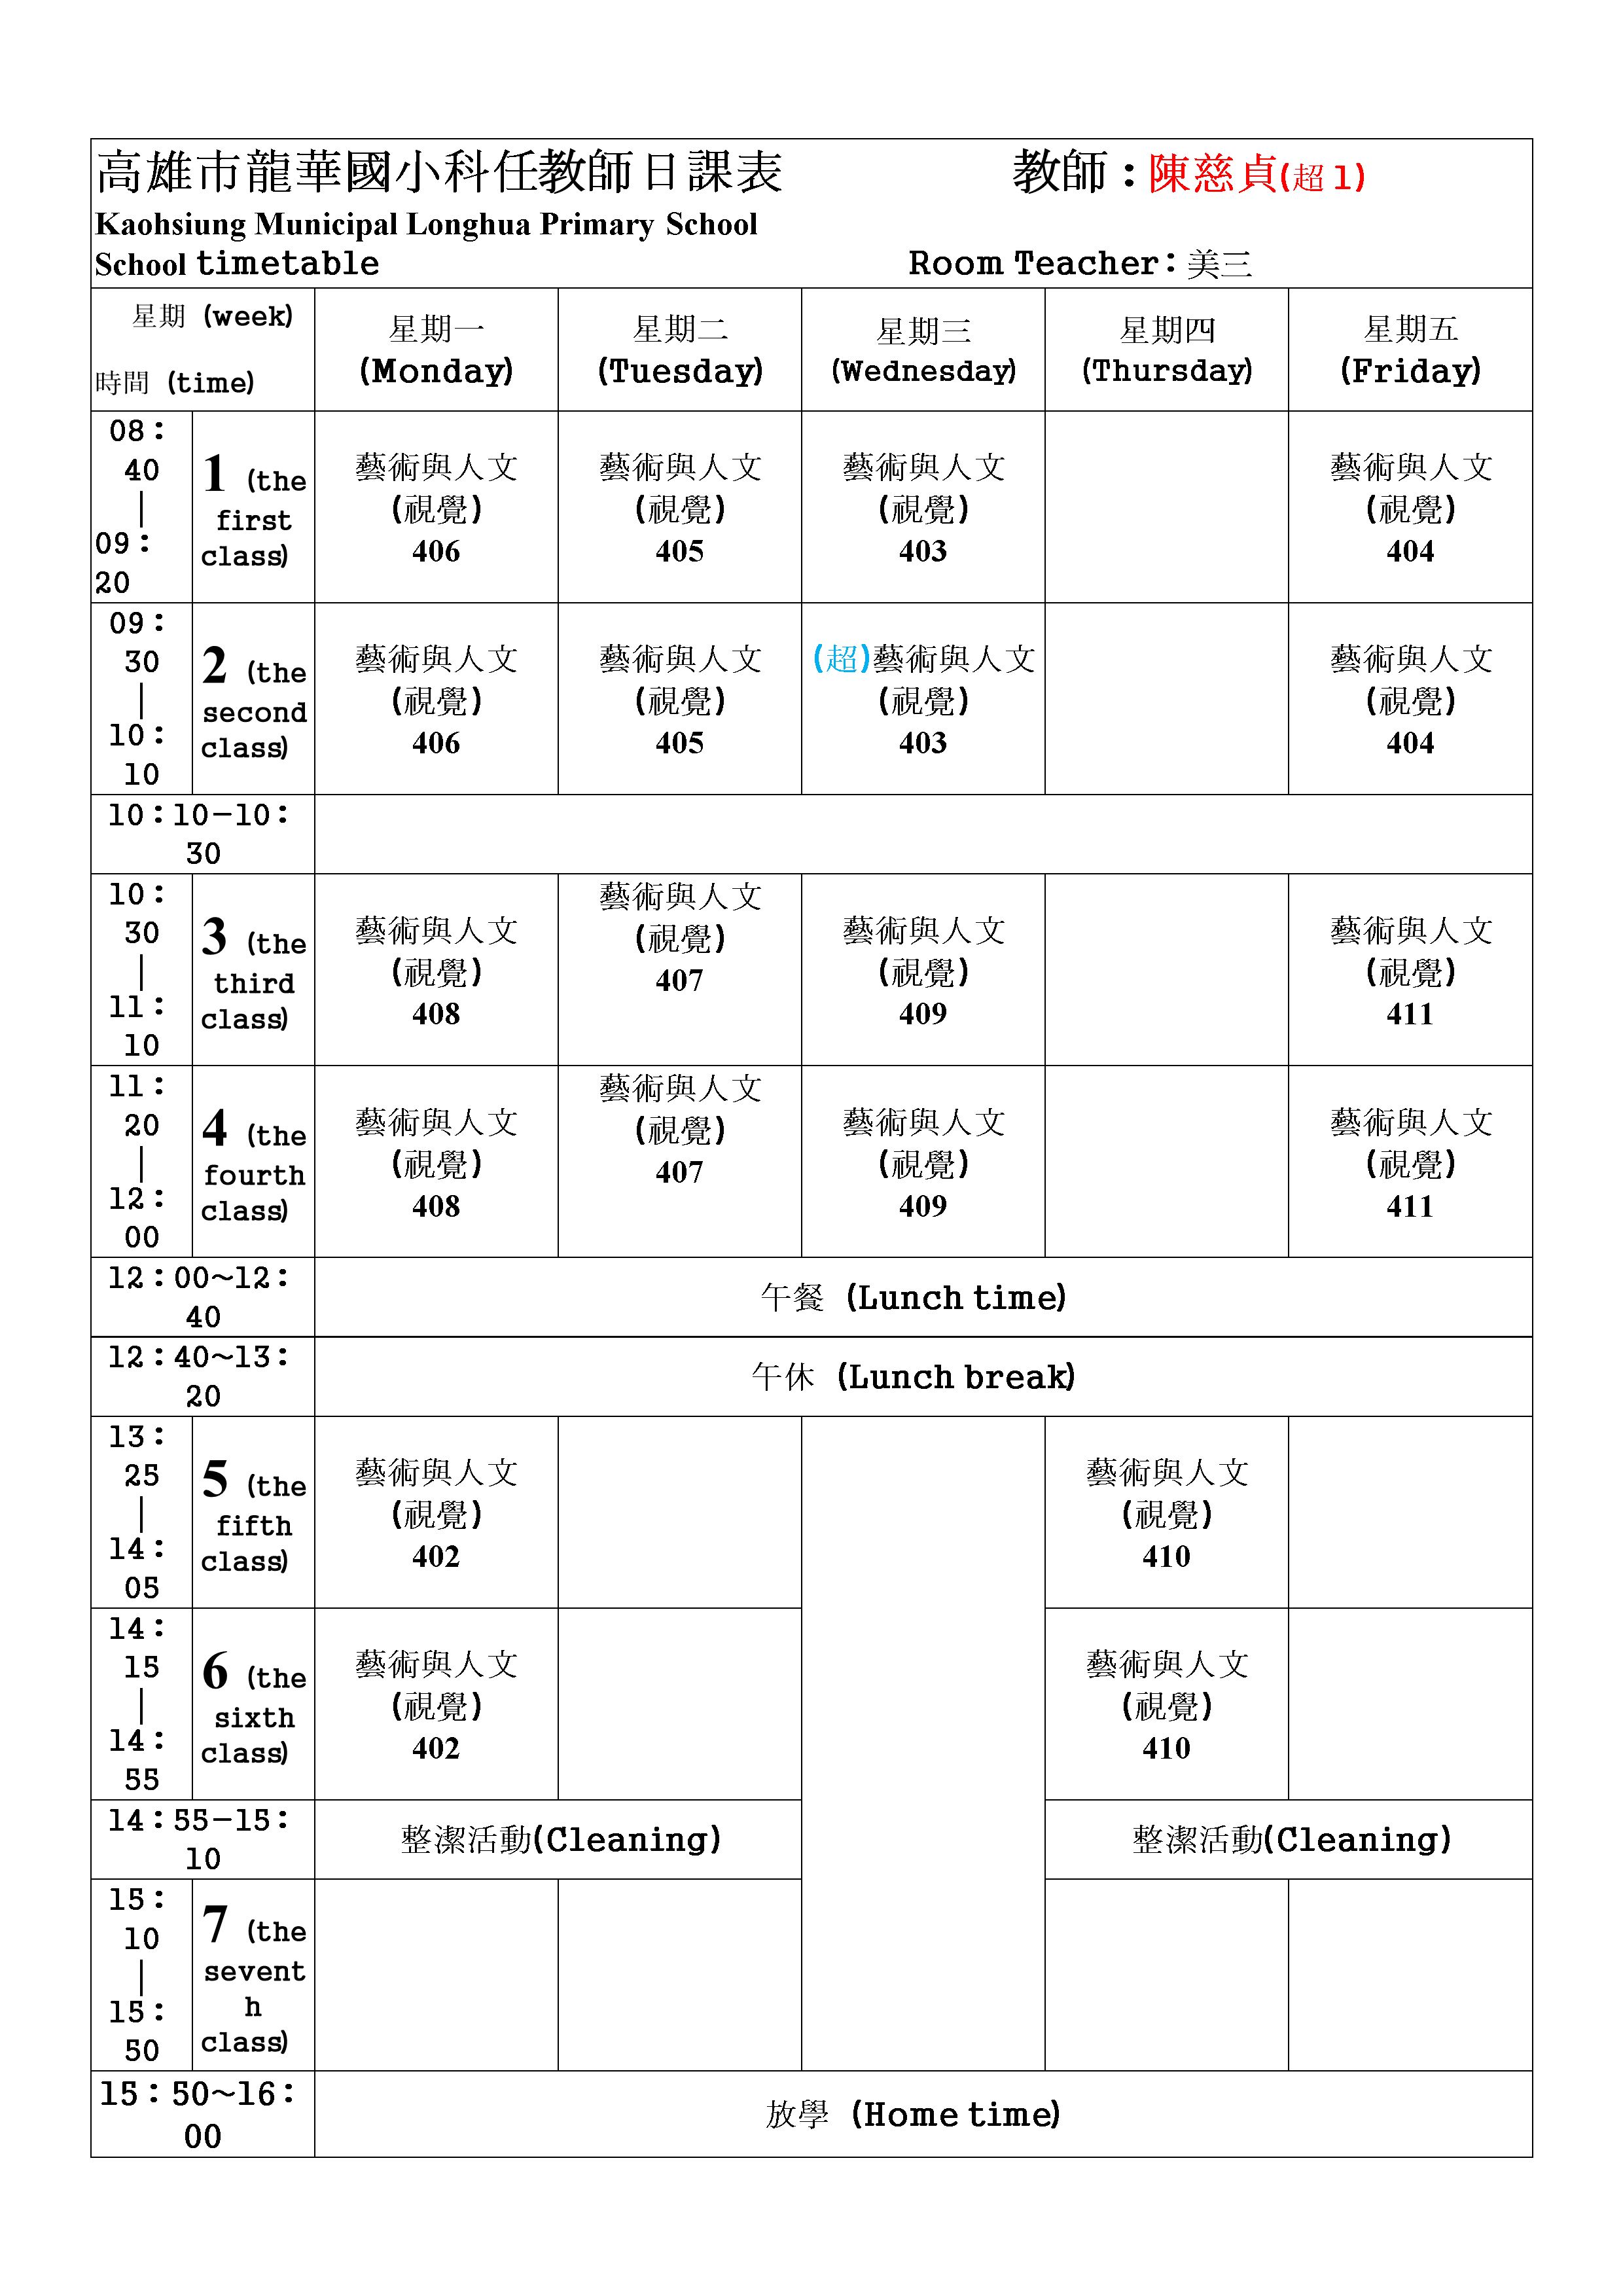 高雄市龍華國小科任教師日課表 教師：陳慈貞(超1)
Kaohsiung Municipal Longhua Primary School
School timetable Room Teacher：美三
星期 (week)
時間 (time)
星期一
(Monday)
星期二
(Tuesday)
星期三
(Wednesday)
星期四
(Thursday)
星期五
(Friday)
08：
40
｜
09：
20
1 (the
first
class)
藝術與人文
(視覺)
406
藝術與人文
(視覺)
405
藝術與人文
(視覺)
403
藝術與人文
(視覺)
404
09：
30
｜
10：
10
2 (the
second
class)
藝術與人文
(視覺)
406
藝術與人文
(視覺)
405
(超)藝術與人文
(視覺)
403
藝術與人文
(視覺)
404
10：10-10：
30
10：
30
｜
11：
10
3 (the
third
class)
藝術與人文
(視覺)
408
藝術與人文
(視覺)
407
藝術與人文
(視覺)
409
藝術與人文
(視覺)
411
11：
20
｜
12：
00
4 (the
fourth
class)
藝術與人文
(視覺)
408
藝術與人文
(視覺)
407
藝術與人文
(視覺)
409
藝術與人文
(視覺)
411
12：00~12：
40
午餐 (Lunch time)
12：40~13：
20
午休 (Lunch break)
13：
25
｜
14：
05
5 (the
fifth
class)
藝術與人文
(視覺)
402
藝術與人文
(視覺)
410
14：
15
｜
14：
55
6 (the
sixth
class)
藝術與人文
(視覺)
402
藝術與人文
(視覺)
410
14：55-15：
10
整潔活動(Cleaning)
整潔活動(Cleaning)
15：
10
｜
15：
50
7 (the
sevent
h
class)
15：50~16：
00
放學 (Home time)